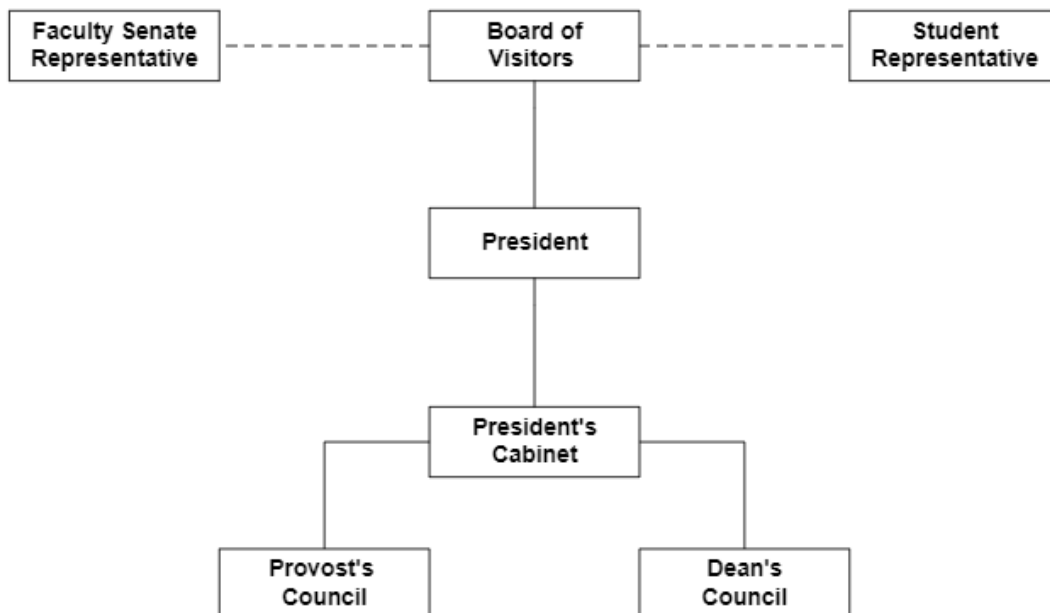 Faculty Senate
Representative
Board of
Visitors
Student
Representative
President
President's
Cabinet
Provost's
Council
Dean's
Council